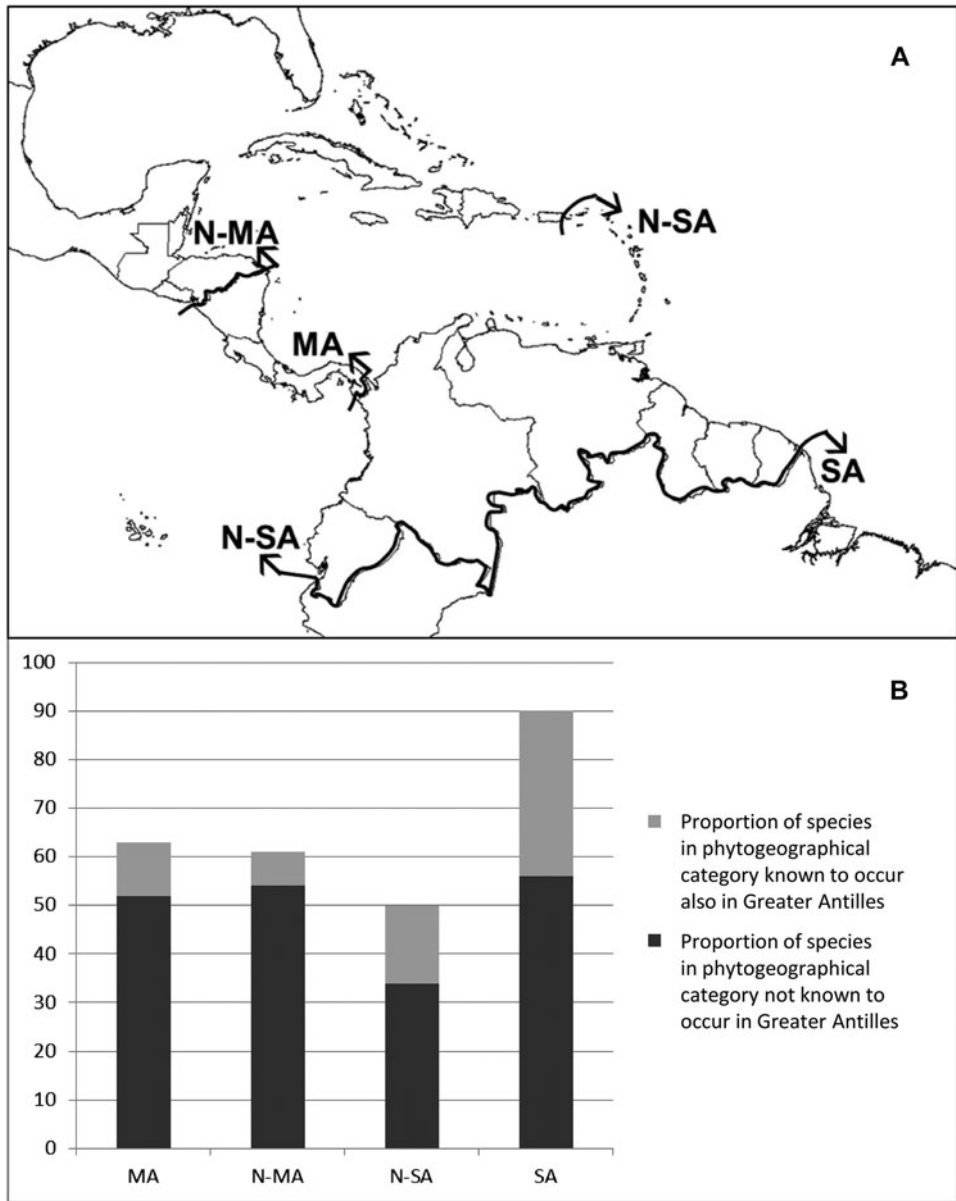 A
N-MA
N-SA
MA
SA
N-SA
B
100
90
80
70
60
50
40
30
20
10
0
MA N-MA N-SA SA
Proportion of species
in phytogeographical
category known to occur
also in Greater Antilles
Proportion of species
in phytogeographical
category not known to
occur in Greater Antilles